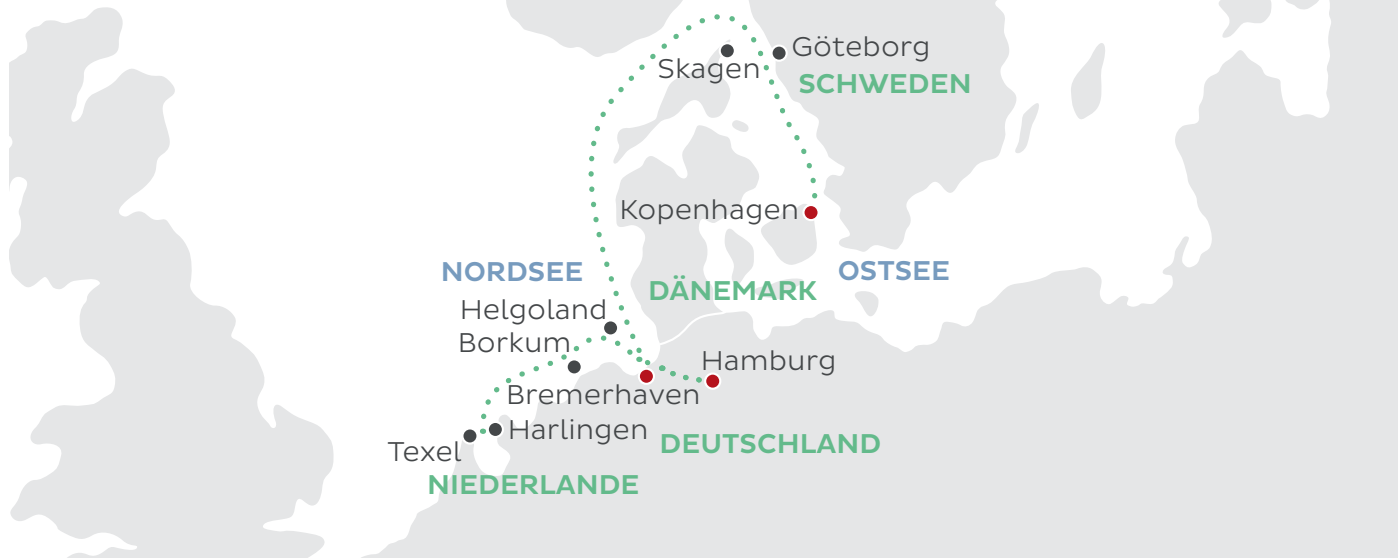 Göteborg
Skagen
SCHWEDEN
Kopenhagen
NORDSEE
OSTSEE
DÄNEMARK
Helgoland
Borkum
Hamburg
Bremerhaven
Harlingen
DEUTSCHLAND
Texel
NIEDERLANDE